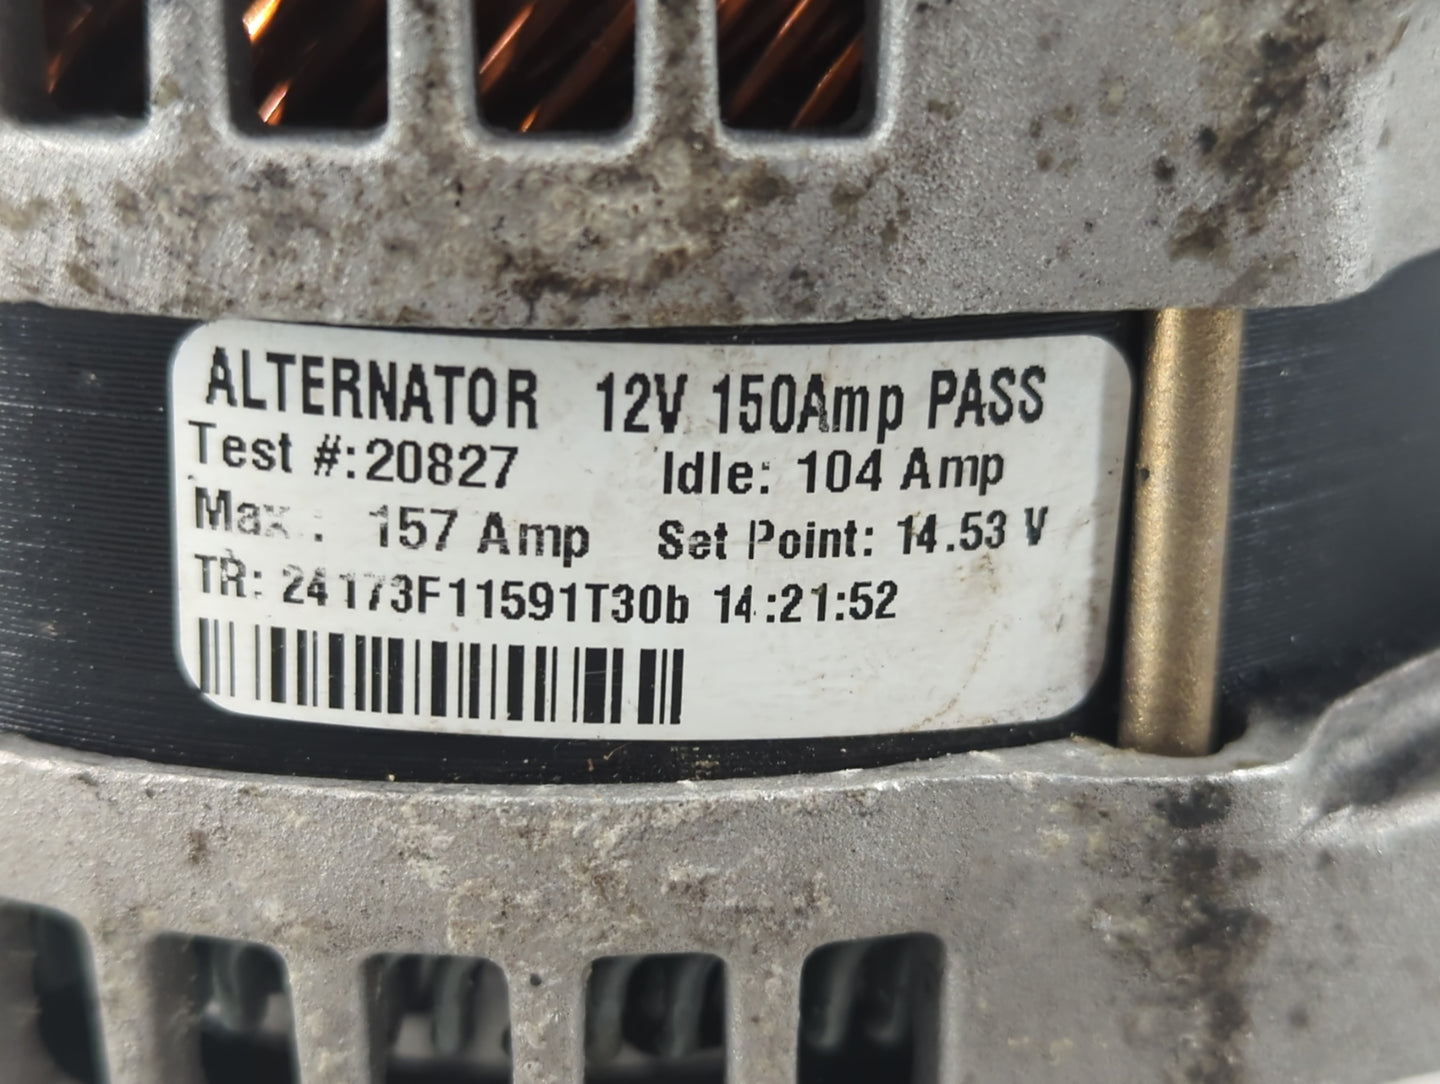 ALTERNATOR 12V 150Amp PASS
Test #:20827 Idle: 104 Amp
Max.: 157 Amp Set Point: 14.53 V
TR: 24173F11591T30b 14:21:52